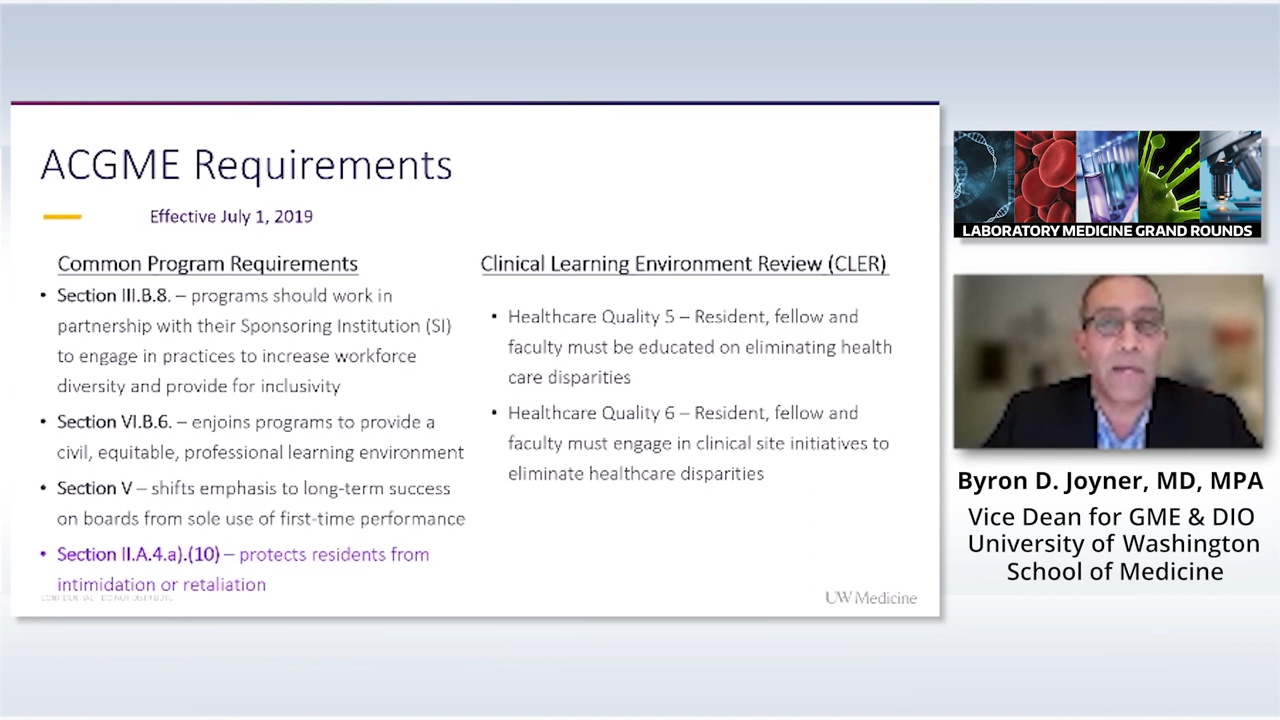 ACGME Requirements
Effective July 1, 2019
Common Program Requirements
• Section III.B.8. – programs should work in
partnership with their Sponsoring Institution (SI)
to engage in practices to increase workforce
diversity and provide for inclusivity
• Section VI.B.6. – enjoins programs to provide a
civil, equitable, professional learning environment
• Section V – shifts emphasis to long-term success
on boards from sole use of first-time performance
• Section II.A.4.a).(10) – protects residents from
intimidation or retaliation
CONFIDENTIAL – DO NOT DISTRIBUTE
Clinical Learning Environment Review (CLER)
• Healthcare Quality 5 – Resident, fellow and
faculty must be educated on eliminating health
care disparities
• Healthcare Quality 6 – Resident, fellow and
faculty must engage in clinical site initiatives to
eliminate healthcare disparities
UW Medicine
LABORATORY MEDICINE GRAND ROUNDS
Byron D. Joyner, MD, MPA
Vice Dean for GME & DIO
University of Washington
School of Medicine